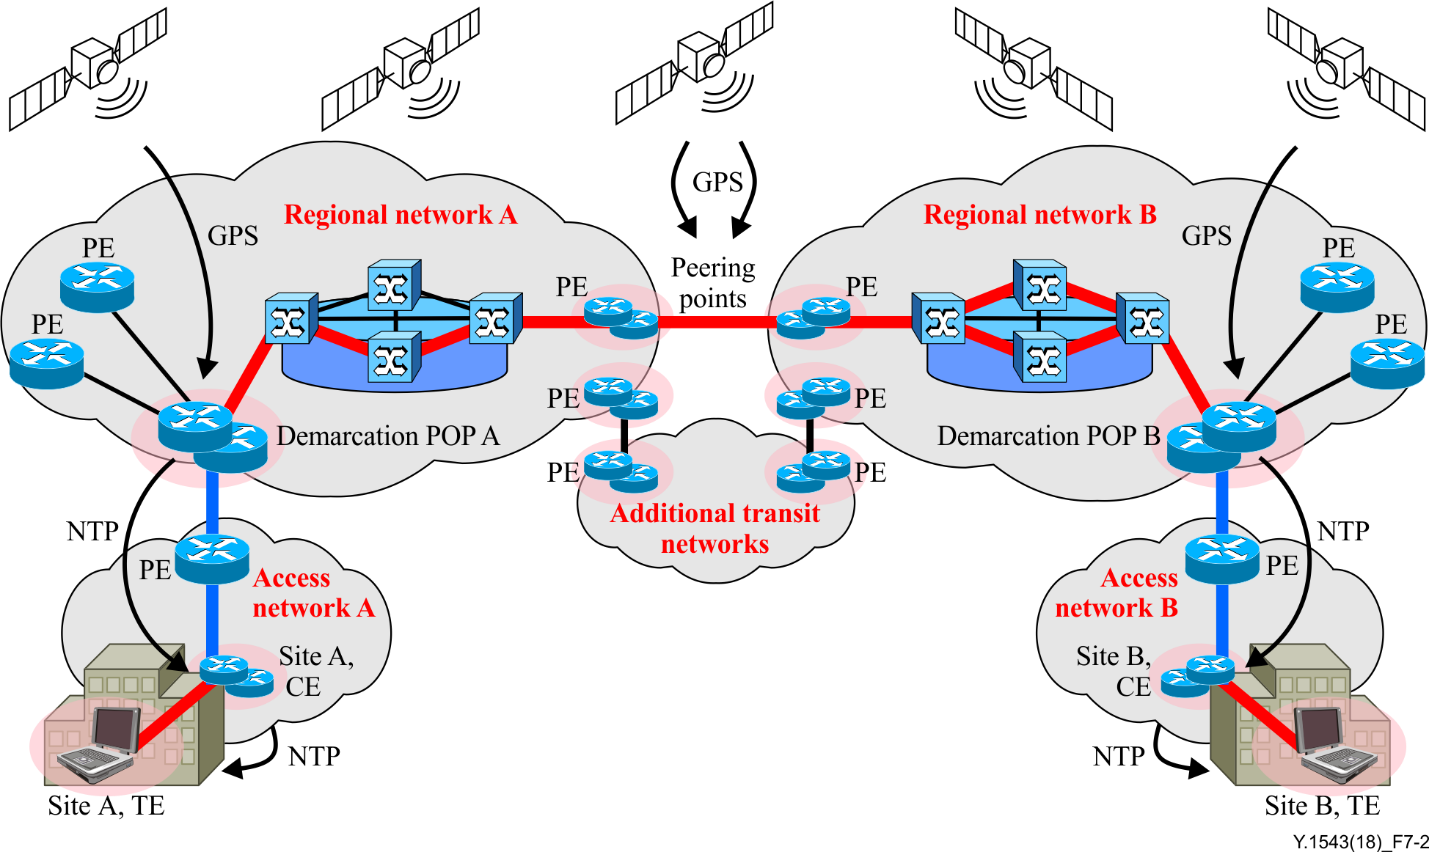 GPS
Regional network A
Regional network B
GPS
GPS
PE
PE
Peering
points
PE
PE
PE
PE
PE
PE
PE
PE
Demarcation POP A
Demarcation POP B
PE
PE
Additional transit
networks
NTP
NTP
PE
Access
network A
Access
network B
PE
Site A,
CE
Site B,
CE
NTP
NTP
Site A, TE
Site B, TE
Y.1543(18)_F7-2